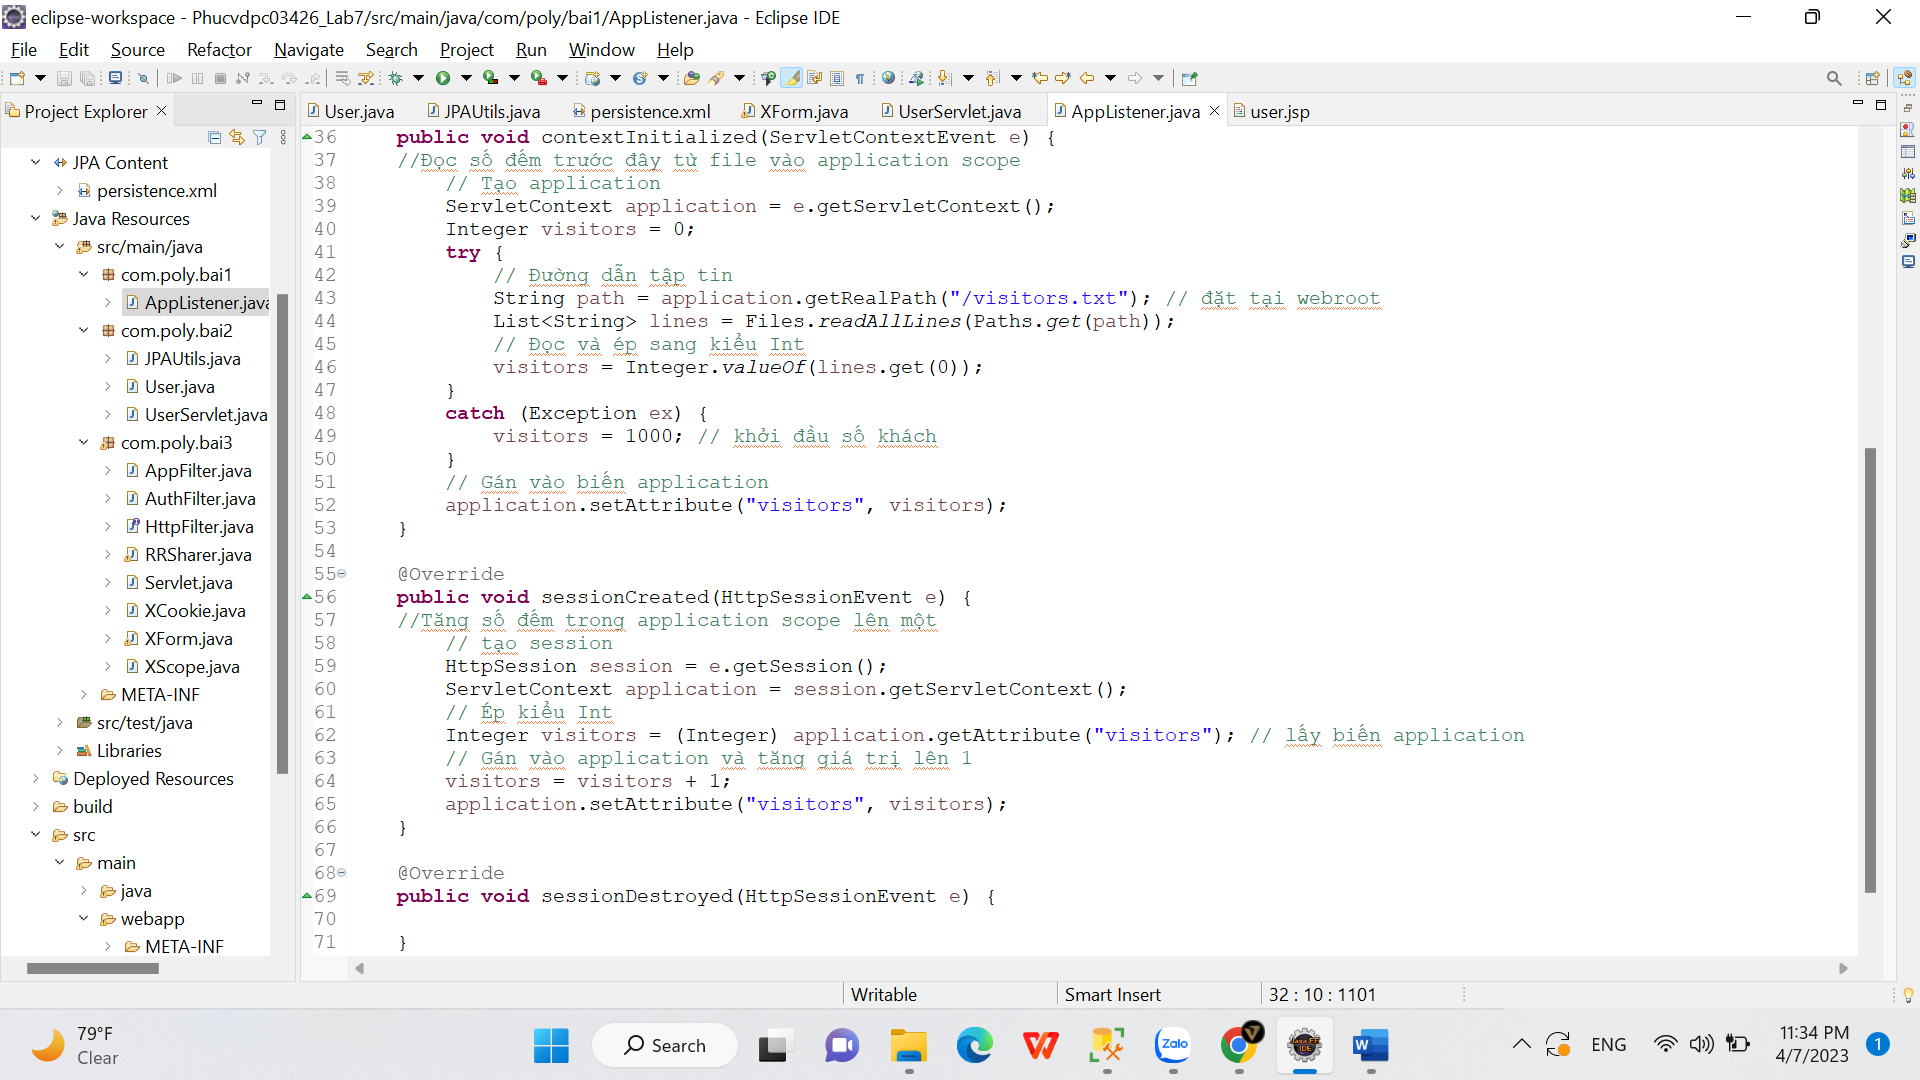 eclipse-workspace - Phucvdpc03426_Lab7/src/main/java/com/poly/bai1/AppListener.java - Eclipse IDE
File Edit Source Refactor Navigate Search Project Run Window Help
Project Explorer
User.java JPAUtils.java persistence.xml XForm.java UserServlet.java AppListener.java user.jsp
JPA Content
persistence.xml
Java Resources
src/main/java
com.poly.bai1
AppListener.java
com.poly.bai2
JPAUtils.java
User.java
UserServlet.java
com.poly.bai3
AppFilter.java
AuthFilter.java
HttpFilter.java
RRSharer.java
Servlet.java
XCookie.java
XForm.java
XScope.java
META-INF
src/test/java
Libraries
Deployed Resources
build
src
main
java
webapp
META-INF
36 public void contextInitialized(ServletContextEvent e) {
37 //Đọc số đếm trước đây từ file vào application scope
38 // Tạo application
39 ServletContext application = e.getServletContext();
40 Integer visitors = 0;
41 try {
42 // Đường dẫn tập tin
43 String path = application.getRealPath("/visitors.txt"); // đặt tại webroot
44 List<String> lines = Files.readAllLines(Paths.get(path));
45 // Đọc và ép sang kiểu Int
46 visitors = Integer.valueOf(lines.get(0));
47 }
48 catch (Exception ex) {
49 visitors = 1000; // khởi đầu số khách
50 }
51 // Gán vào biến application
52 application.setAttribute("visitors", visitors);
53 }
54
55 @Override
56 public void sessionCreated(HttpSessionEvent e) {
57 //Tăng số đếm trong application scope lên một
58 // tạo session
59 HttpSession session = e.getSession();
60 ServletContext application = session.getServletContext();
61 // Ép kiểu Int
62 Integer visitors = (Integer) application.getAttribute("visitors"); // lấy biến application
63 // Gán vào application và tăng giá trị lên 1
64 visitors = visitors + 1;
65 application.setAttribute("visitors", visitors);
66 }
67
68 @Override
69 public void sessionDestroyed(HttpSessionEvent e) {
70
71 }
Writable Smart Insert 32 : 10 : 1101
79°F
Clear
Search
Zalo
ENG
11:34 PM
4/7/2023
1